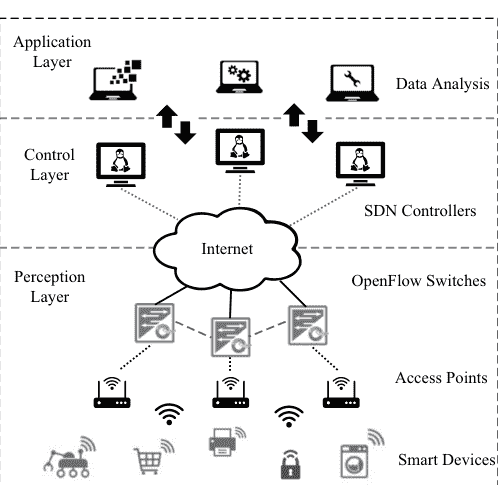 Application
Layer
Data Analysis
Control
Layer
SDN Controllers
Internet
Perception
Layer
OpenFlow Switches
Access Points
Smart Devices